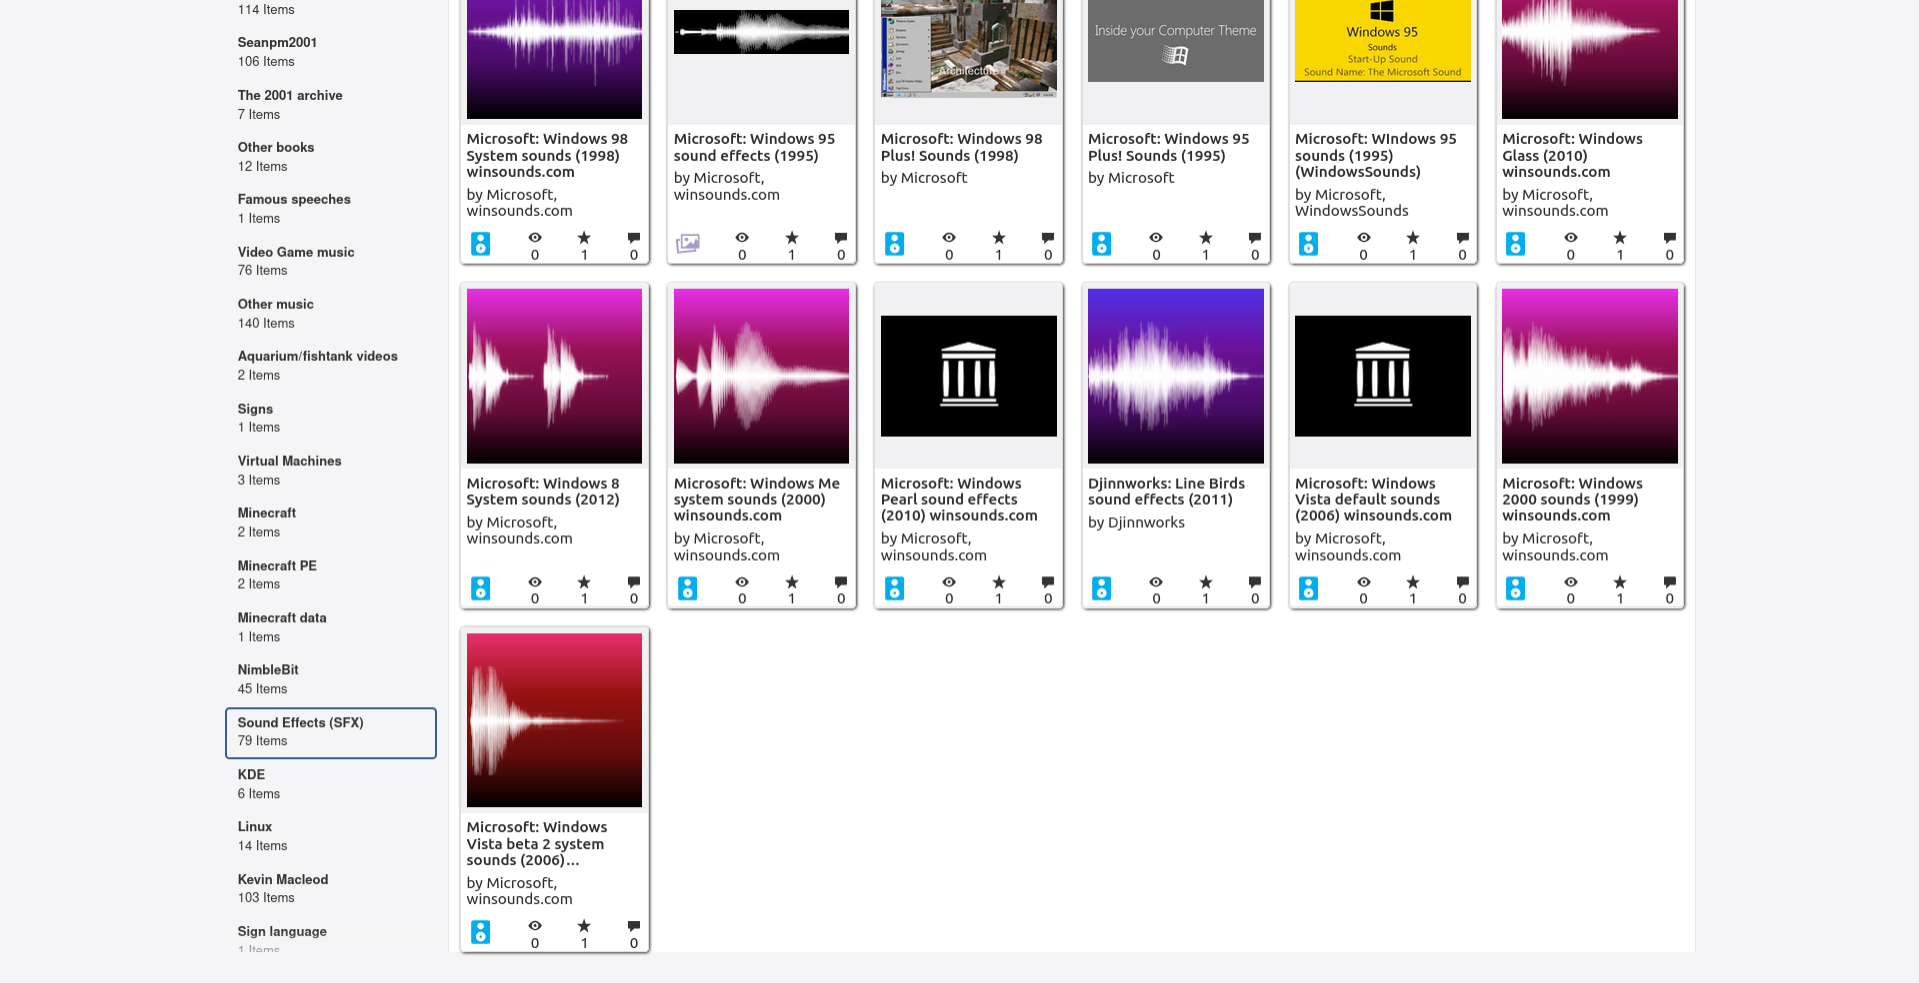 114 Items
Seanpm2001
106 Items
The 2001 archive
7 Items
Other books
12 Items
Famous speeches
1 Items
Video Game music
76 Items
Other music
140 Items
Aquarium/fishtank videos
2 Items
Signs
1 Items
Virtual Machines
3 Items
Minecraft
2 Items
Minecraft PE
2 Items
Minecraft data
1 Items
NimbleBit
45 Items
Sound Effects (SFX)
79 Items
KDE
6 Items
Linux
14 Items
Kevin Macleod
103 Items
Sign language
1 Items
Microsoft: Windows 98
System sounds (1998)
winsounds.com
by Microsoft,
winsounds.com
0
1
0
Microsoft: Windows 95
sound effects (1995)
by Microsoft,
winsounds.com
0
1
0
Architecture
Microsoft: Windows 98
Plus! Sounds (1998)
by Microsoft
0
1
0
Inside your Computer Theme
Microsoft: Windows 95
Plus! Sounds (1995)
by Microsoft
0
1
0
Windows 95
Sounds
Start-Up Sound
Sound Name: The Microsoft Sound
Microsoft: WIndows 95
sounds (1995)
(WindowsSounds)
by Microsoft,
WindowsSounds
0
1
0
Microsoft: Windows
Glass (2010)
winsounds.com
by Microsoft,
winsounds.com
0
1
0
Microsoft: Windows 8
System sounds (2012)
by Microsoft,
winsounds.com
0
1
0
Microsoft: Windows Me
system sounds (2000)
winsounds.com
by Microsoft,
winsounds.com
0
1
0
Microsoft: Windows
Pearl sound effects
(2010) winsounds.com
by Microsoft,
winsounds.com
0
1
0
Djinnworks: Line Birds
sound effects (2011)
by Djinnworks
0
1
0
Microsoft: Windows
Vista default sounds
(2006) winsounds.com
by Microsoft,
winsounds.com
0
1
0
Microsoft: Windows
2000 sounds (1999)
winsounds.com
by Microsoft,
winsounds.com
0
1
0
Microsoft: Windows
Vista beta 2 system
sounds (2006)...
by Microsoft,
winsounds.com
0
1
0